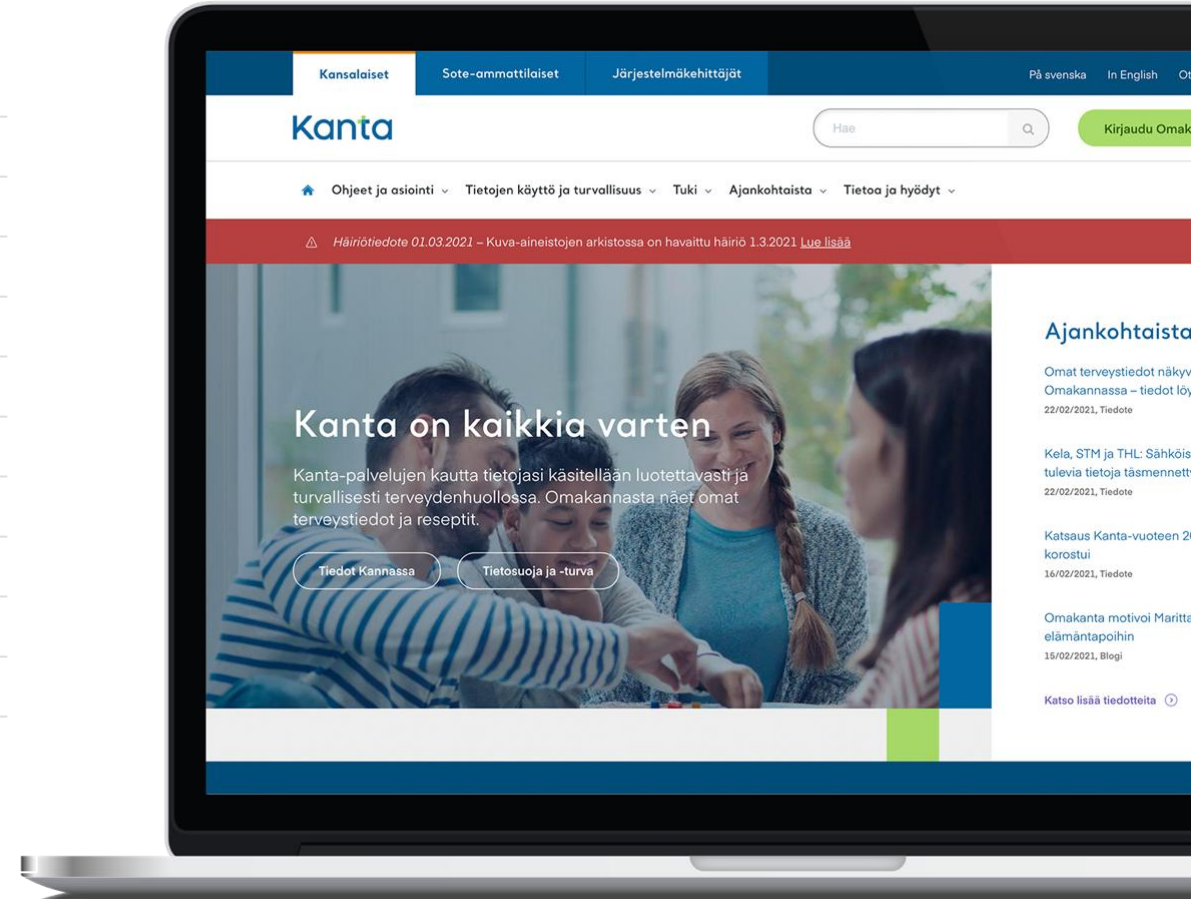 Kansalaiset
Sote-ammattilaiset
Järjestelmäkehittäjät
På svenska
In English
Kanta
Hae
Kirjaudu
Ohjeet ja asiointi
Tietojen käyttö ja turvallisuus
Tuki
Ajankohtaista
Tietoa ja hyödyt
Häiriötiedote 01.03.2021 – Kuva-aineistojen arkistossa on havaittu häiriö 1.3.2021 Lue lisää
Kanta on kaikkia varten
Kanta-palvelujen kautta tietojasi käsitellään luotettavasti ja
turvallisesti terveydenhuollossa. Omakannasta näet omat
terveystiedot ja reseptit.
Tiedot Kannassa
Tietosuoja ja -turva
Ajankohtaista
Omat terveystiedot
Omakannassa – tiedot
22/02/2021, Tiedote
Kela, STM ja THL:
tulevia tietoja
22/02/2021, Tiedote
Katsaus Kanta-vuoteen
korostui
16/02/2021, Tiedote
Omakanta motivoi
elämäntapoihin
15/02/2021, Blogi
Katso lisää tiedotteita